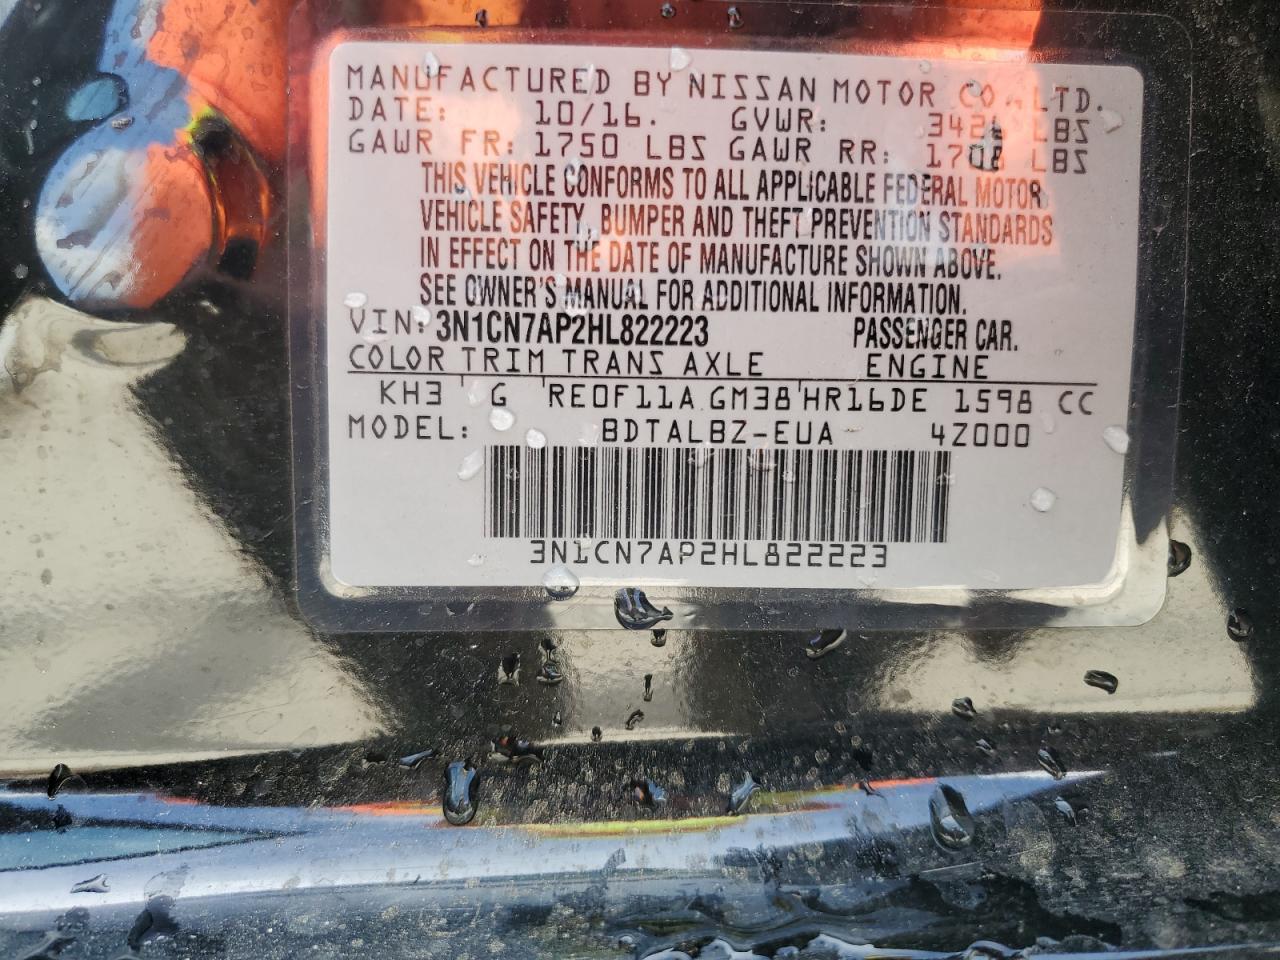 MANUFACTURED BY NISSAN MOTOR CO., LTD.
DATE: 10/16. GVWR: LBS
GAWR FR: 1750 LBS GAWR RR: LBS
THIS VEHICLE CONFORMS TO ALL APPLICABLE FEDERAL MOTOR
VEHICLE SAFETY, BUMPER AND THEFT PREVENTION STANDARDS
IN EFFECT ON THE DATE OF MANUFACTURE SHOWN ABOVE.
SEE OWNER'S MANUAL FOR ADDITIONAL INFORMATION.
VIN: 3N1CN7AP2HL822223 PASSENGER CAR.
COLOR TRIM TRANS AXLE ENGINE
KH3 G RE0F11A GM38 HR16DE 1598 CC
MODEL: BDTALBZ-EUA 4Z000
3N1CN7AP2HL822223